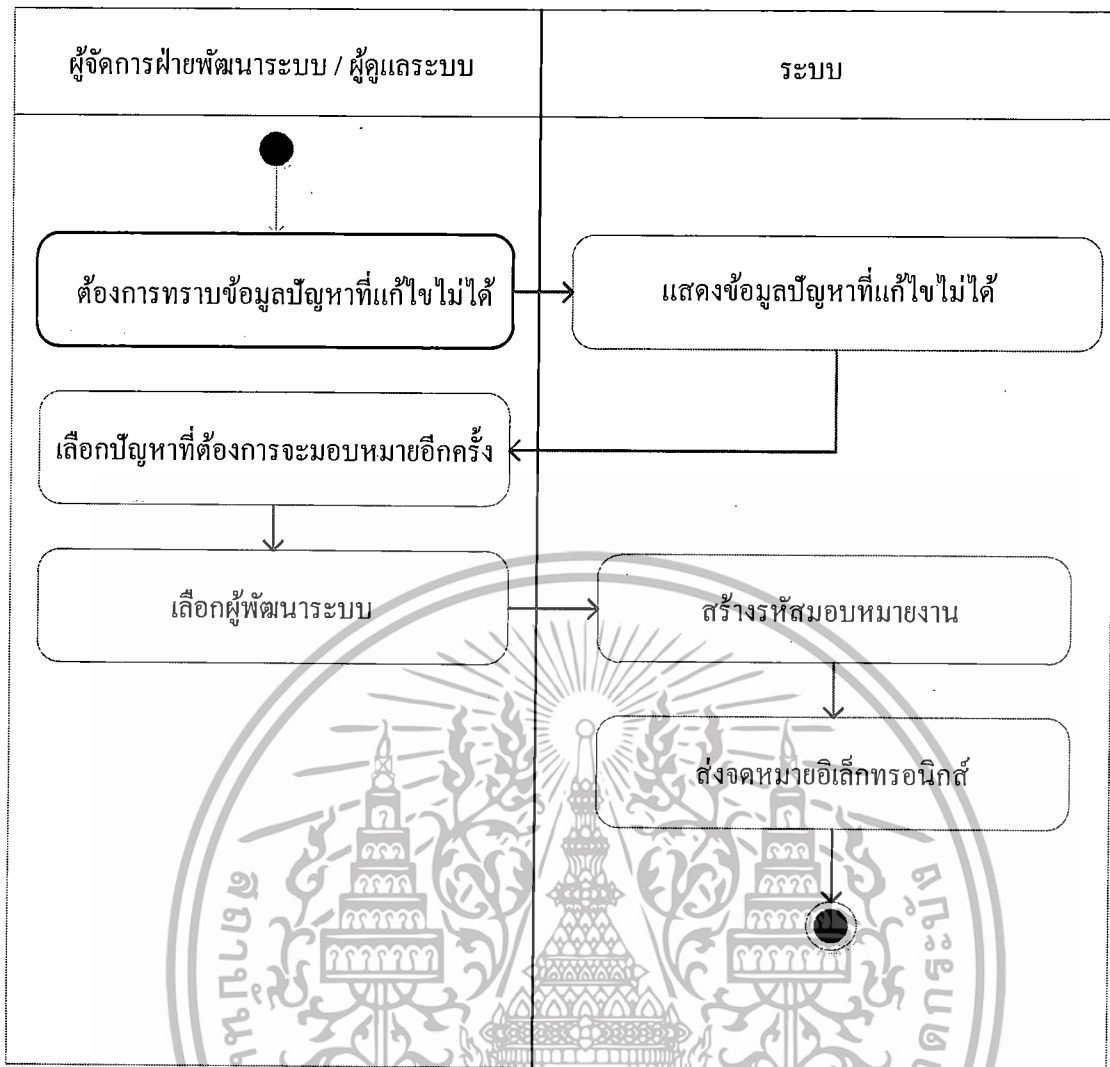 ผู้จัดการฝ่ายพัฒนาระบบ / ผู้ดูแลระบบ
ระบบ
ต้องการทราบข้อมูลปัญหาที่แก้ไขไม่ได้
แสดงข้อมูลปัญหาที่แก้ไขไม่ได้
เลือกปัญหาที่ต้องการจะมอบหมายอีกครั้ง
เลือกผู้พัฒนาระบบ
สร้างรหัสมอบหมายงาน
ส่งจดหมายอิเล็กทรอนิกส์